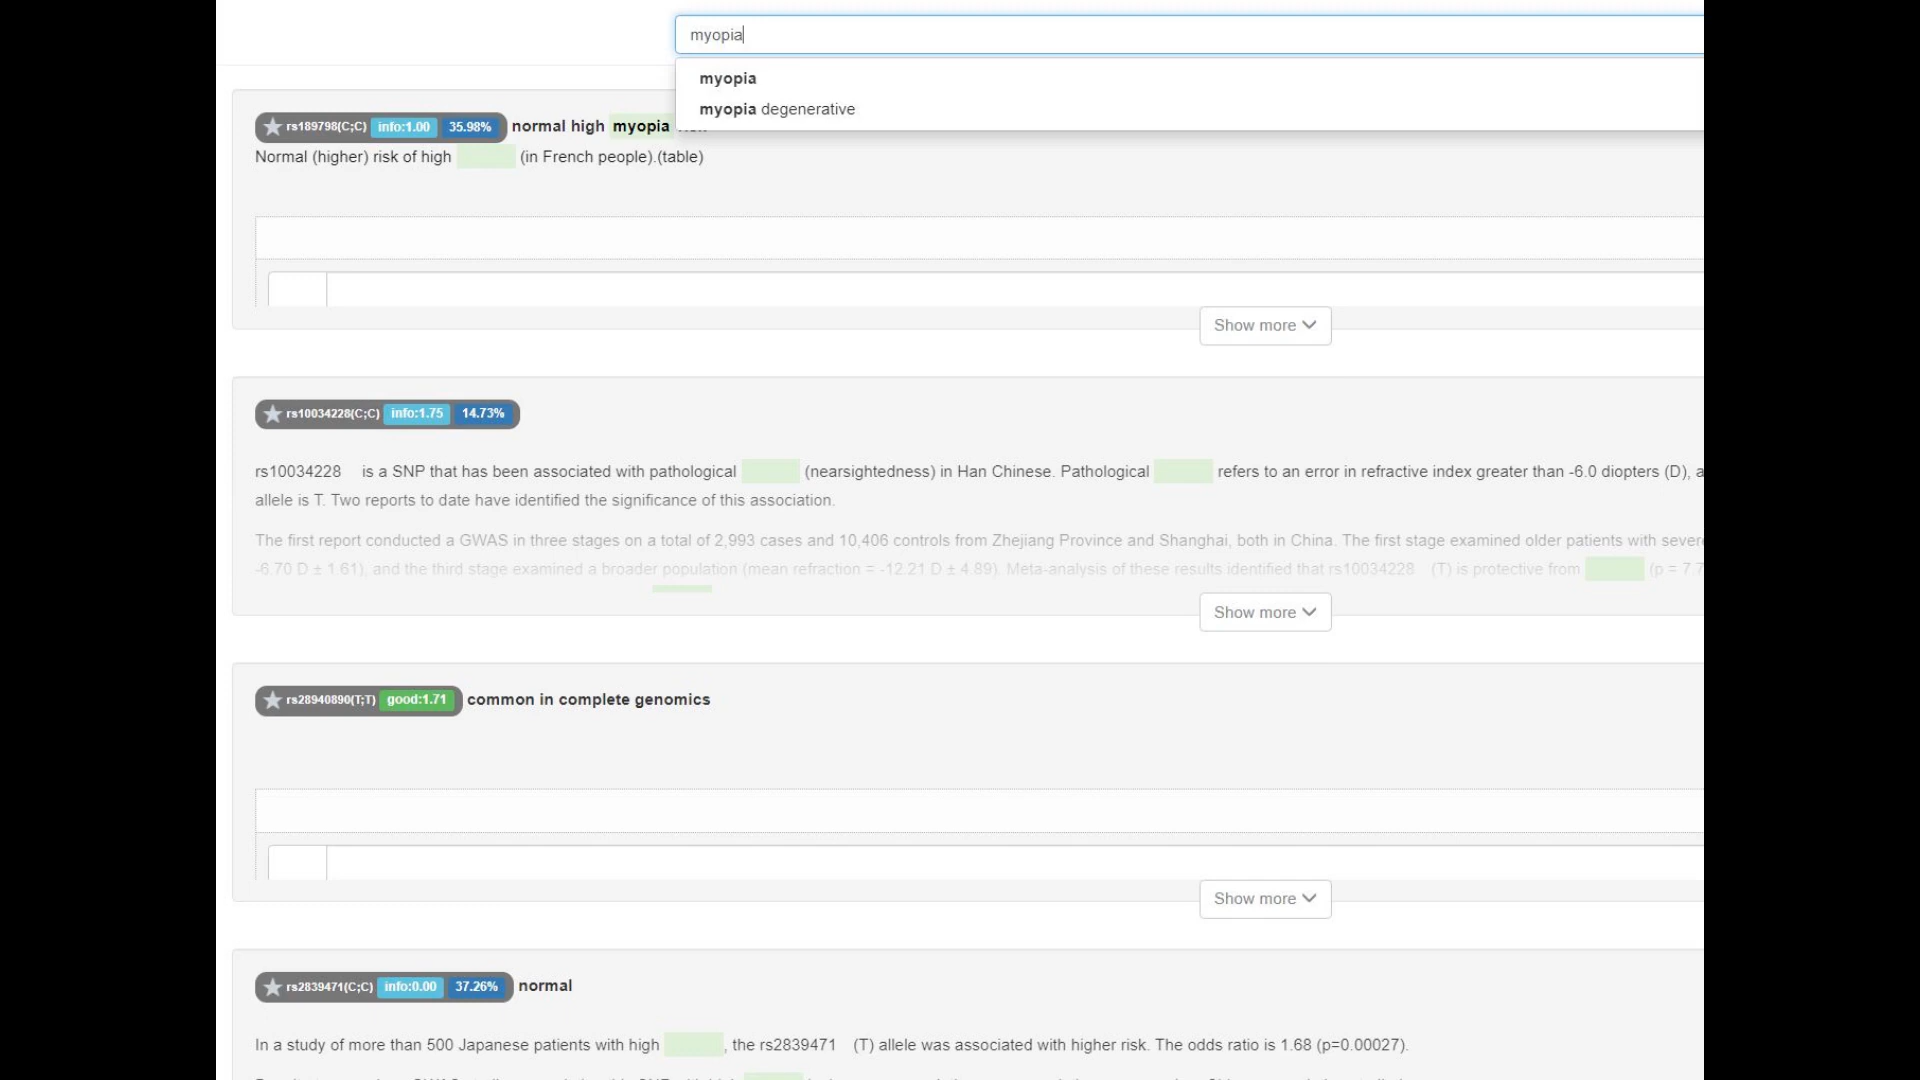 myopia
myopia
myopia degenerative
rs189798(C;C) info:1.00 35.98% normal high myopia
Normal (higher) risk of high (in French people).(table)
Show more
rs10034228(C;C) info:1.75 14.73%
rs10034228 is a SNP that has been associated with pathological (nearsightedness) in Han Chinese. Pathological refers to an error in refractive index greater than -6.0 diopters (D), a
allele is T. Two reports to date have identified the significance of this association.
The first report conducted a GWAS in three stages on a total of 2,993 cases and 10,406 controls from Zhejiang Province and Shanghai, both in China. The first stage examined older patients with sever
-6.70 D ± 1.61), and the third stage examined a broader population (mean refraction = -12.21 D ± 4.89). Meta-analysis of these results identified that rs10034228 (T) is protective from (p = 7.7
Show more
rs28940890(T;T) good:1.71 common in complete genomics
Show more
rs2839471(C;C) info:0.00 37.26% normal
In a study of more than 500 Japanese patients with high , the rs2839471 (T) allele was associated with higher risk. The odds ratio is 1.68 (p=0.00027).